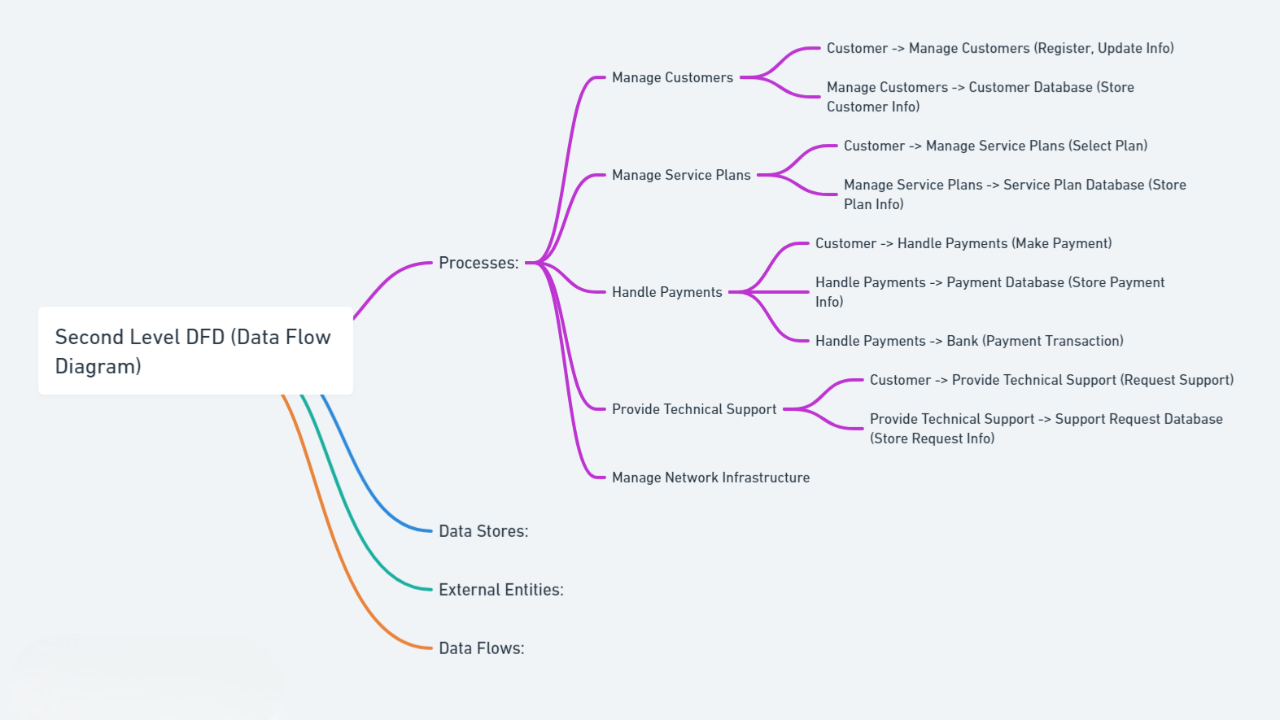 Second Level DFD (Data Flow
Diagram)
Processes:
Manage Customers
Customer -> Manage Customers (Register, Update Info)
Manage Customers -> Customer Database (Store
Customer Info)
Manage Service Plans
Customer -> Manage Service Plans (Select Plan)
Manage Service Plans -> Service Plan Database (Store
Plan Info)
Handle Payments
Customer -> Handle Payments (Make Payment)
Handle Payments -> Payment Database (Store Payment
Info)
Handle Payments -> Bank (Payment Transaction)
Provide Technical Support
Customer -> Provide Technical Support (Request Support)
Provide Technical Support -> Support Request Database
(Store Request Info)
Manage Network Infrastructure
Data Stores:
External Entities:
Data Flows: